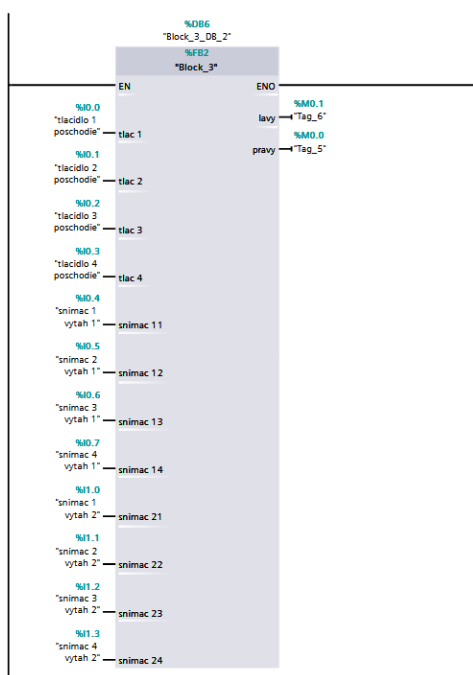 %DB6
"Block_3_DB_2"
%FB2
"Block_3"
EN
ENO
%I0.0
"tlacidlo 1
poschodie"
tlac 1
%M0.1
lavy
"Tag_6"
%M0.0
pravy
"Tag_5"
%I0.1
"tlacidlo 2
poschodie"
tlac 2
%I0.2
"tlacidlo 3
poschodie"
tlac 3
%I0.3
"tlacidlo 4
poschodie"
tlac 4
%I0.4
"snimac 1
vytah 1"
snimac 11
%I0.5
"snimac 2
vytah 1"
snimac 12
%I0.6
"snimac 3
vytah 1"
snimac 13
%I0.7
"snimac 4
vytah 1"
snimac 14
%I1.0
"snimac 1
vytah 2"
snimac 21
%I1.1
"snimac 2
vytah 2"
snimac 22
%I1.2
"snimac 3
vytah 2"
snimac 23
%I1.3
"snimac 4
vytah 2"
snimac 24